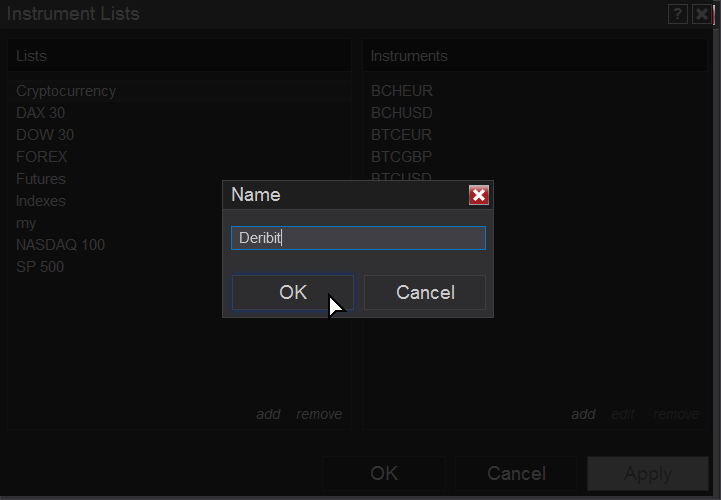 Instrument Lists
?
Lists
Instruments
Cryptocurrency
DAX 30
DOW 30
FOREX
Futures
Indexes
my
NASDAQ 100
SP 500
BCHEUR
BCHUSD
BTCEUR
BTCGBP
BTCUSD
Name
Deribit
OK
Cancel
add
remove
add
edit
remove
OK
Cancel
Apply